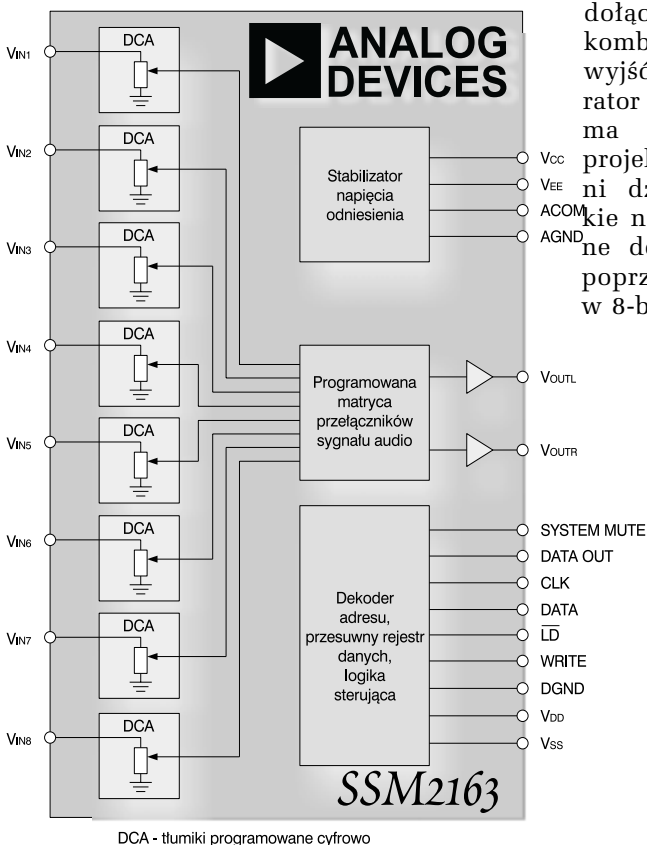 VIN1
DCA
ANALOG
DEVICES
VIN2
DCA
VIN3
DCA
VIN4
DCA
VIN5
DCA
VIN6
DCA
VIN7
DCA
VIN8
DCA
Stabilizator
napięcia
odniesienia
VCC
VEE
ACOM
AGND
Programowana
matryca
przełączników
sygnału audio
VOUTL
VOUTR
Dekoder
adresu,
przesuwny rejestr
danych,
logika
sterująca
SYSTEM MUTE
DATA OUT
CLK
DATA
L̅D̅
WRITE
DGND
VDD
VSS
SSM2163
DCA - tłumiki programowane cyfrowo
dołąc
komb
wyjść
rator
ma
projek
ni dz
kie n
ne do
poprz
w 8-b